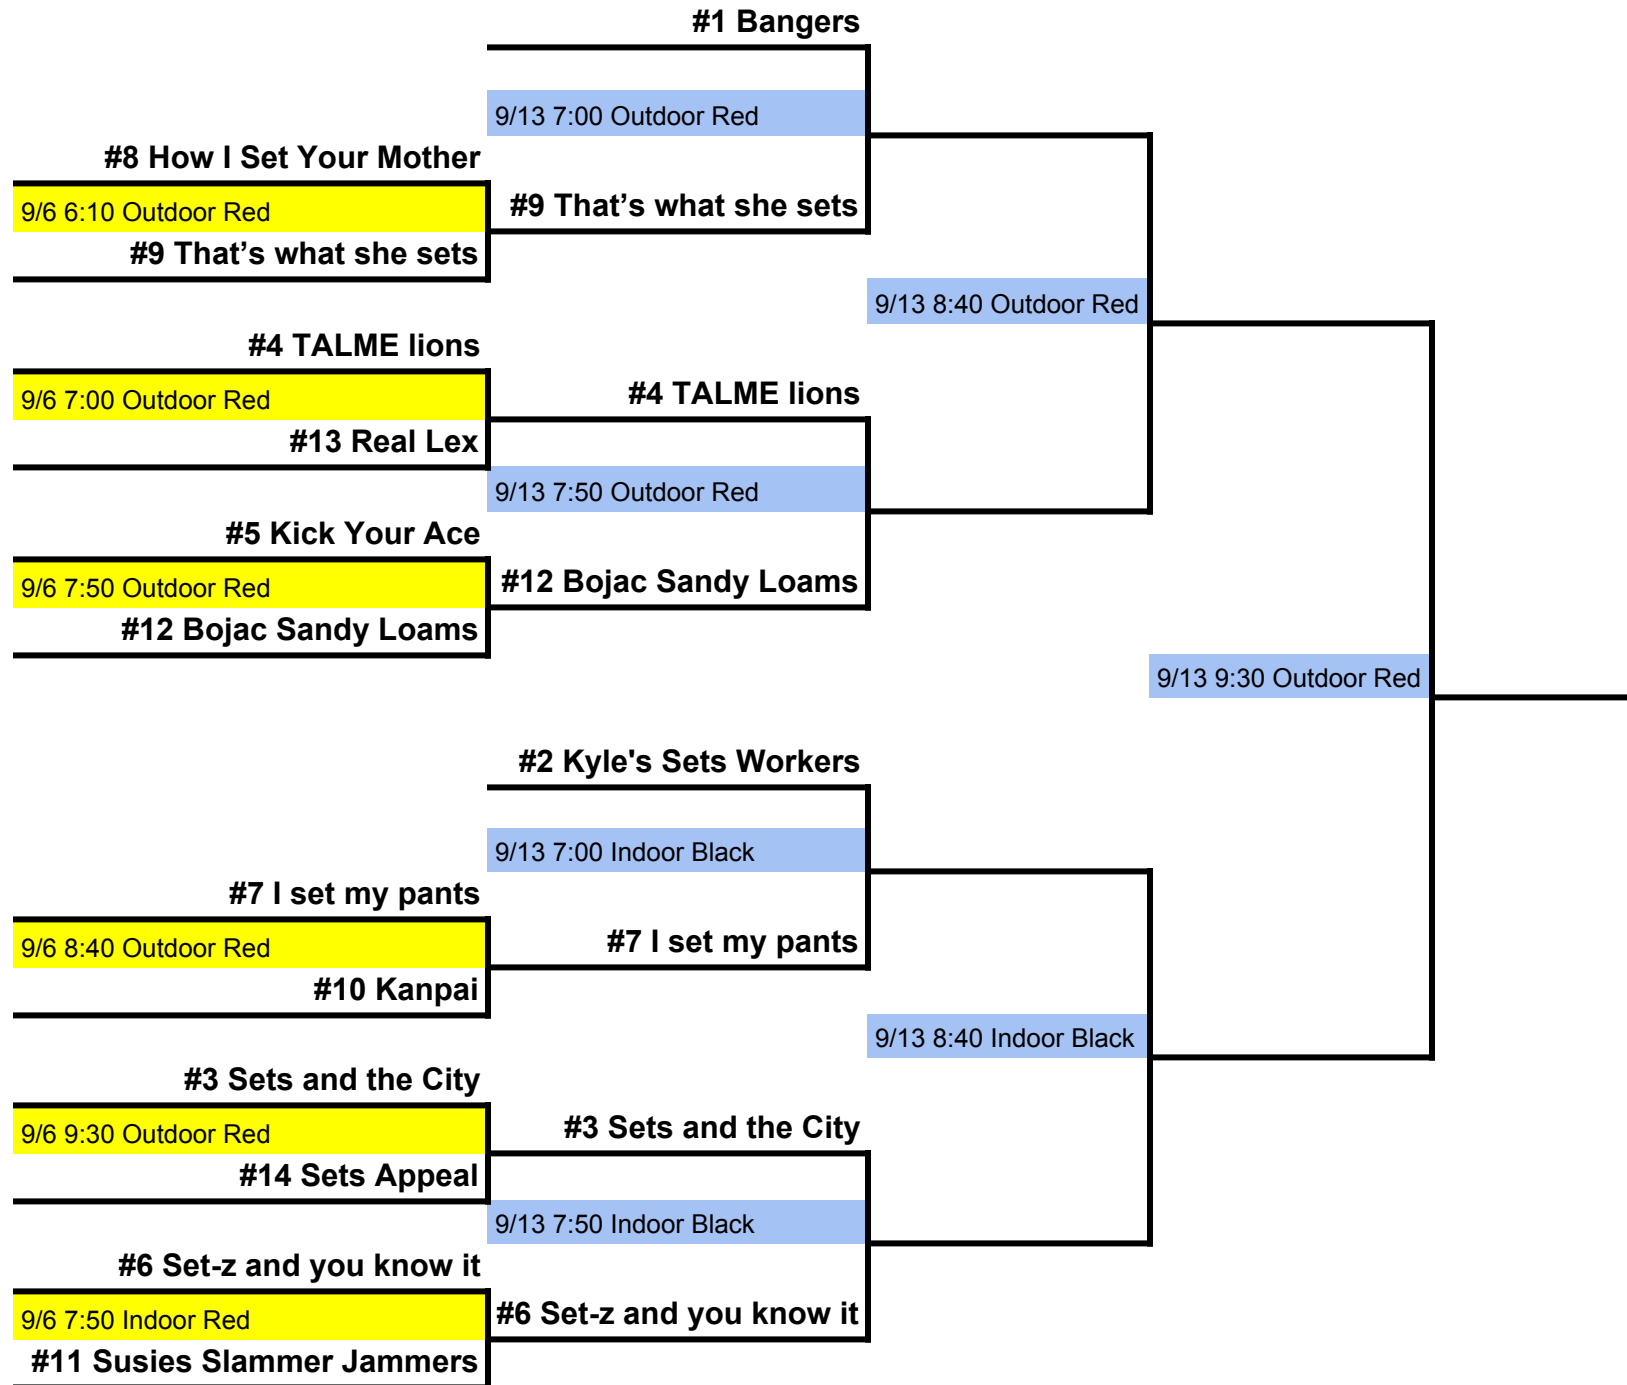 #1 Bangers
9/13 7:00 Outdoor Red
#8 How I Set Your Mother
9/6 6:10 Outdoor Red
#9 That’s what she sets
#9 That’s what she sets
9/13 8:40 Outdoor Red
#4 TALME lions
9/6 7:00 Outdoor Red
#4 TALME lions
#13 Real Lex
9/13 7:50 Outdoor Red
#5 Kick Your Ace
9/6 7:50 Outdoor Red
#12 Bojac Sandy Loams
#12 Bojac Sandy Loams
9/13 9:30 Outdoor Red
#2 Kyle's Sets Workers
9/13 7:00 Indoor Black
#7 I set my pants
9/6 8:40 Outdoor Red
#7 I set my pants
#10 Kanpai
9/13 8:40 Indoor Black
#3 Sets and the City
9/6 9:30 Outdoor Red
#3 Sets and the City
#14 Sets Appeal
9/13 7:50 Indoor Black
#6 Set-z and you know it
9/6 7:50 Indoor Red
#6 Set-z and you know it
#11 Susies Slammer Jammers